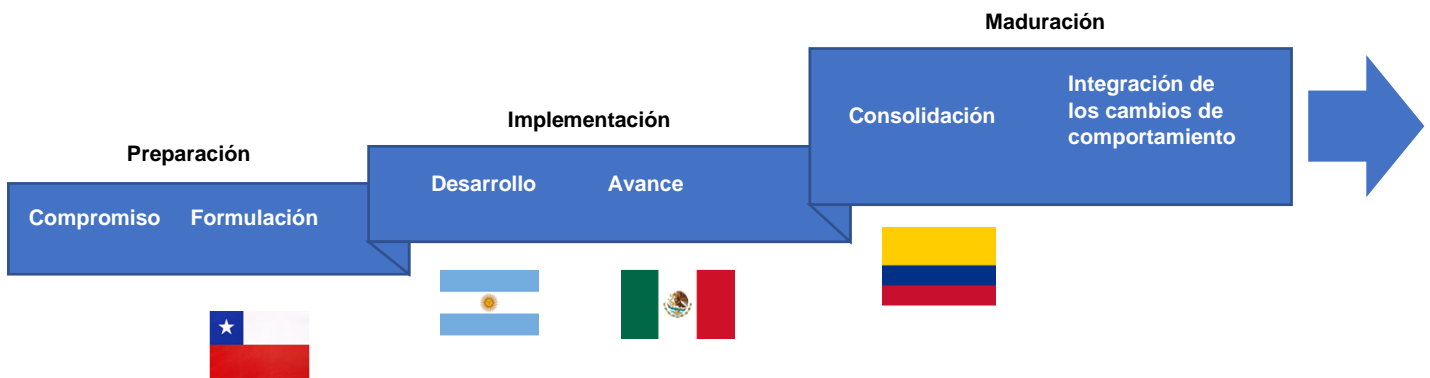 Preparación
Compromiso Formulación
Implementación
Desarrollo Avance
Maduración
Consolidación
Integración de
los cambios de
comportamiento